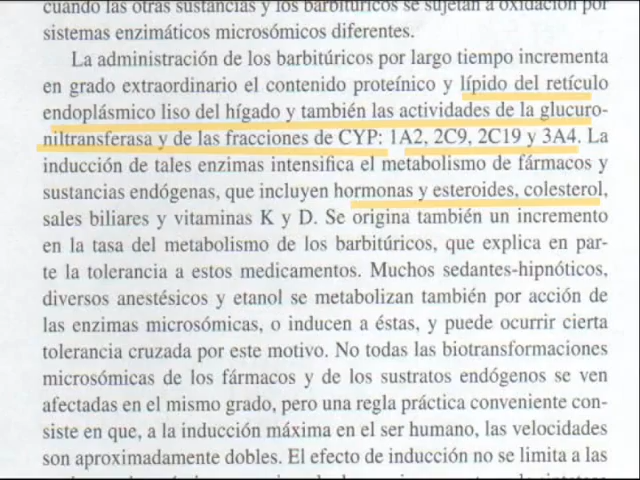 cuando las otras sustancias y los barbitúricos se sujetan a oxidación por
sistemas enzimáticos microsómicos diferentes.
La administración de los barbitúricos por largo tiempo incrementa
en grado extraordinario el contenido proteínico y lípido del retículo
endoplásmico liso del hígado y también las actividades de la glucuro-
niltransferasa y de las fracciones de CYP: 1A2, 2C9, 2C19 y 3A4. La
inducción de tales enzimas intensifica el metabolismo de fármacos y
sustancias endógenas, que incluyen hormonas y esteroides, colesterol,
sales biliares y vitaminas K y D. Se origina también un incremento
en la tasa del metabolismo de los barbitúricos, que explica en par-
te la tolerancia a estos medicamentos. Muchos sedantes-hipnóticos,
diversos anestésicos y etanol se metabolizan también por acción de
las enzimas microsómicas, o inducen a éstas, y puede ocurrir cierta
tolerancia cruzada por este motivo. No todas las biotransformaciones
microsómicas de los fármacos y de los sustratos endógenos se ven
afectadas en el mismo grado, pero una regla práctica conveniente con-
siste en que, a la inducción máxima en el ser humano, las velocidades
son aproximadamente dobles. El efecto de inducción no se limita a las